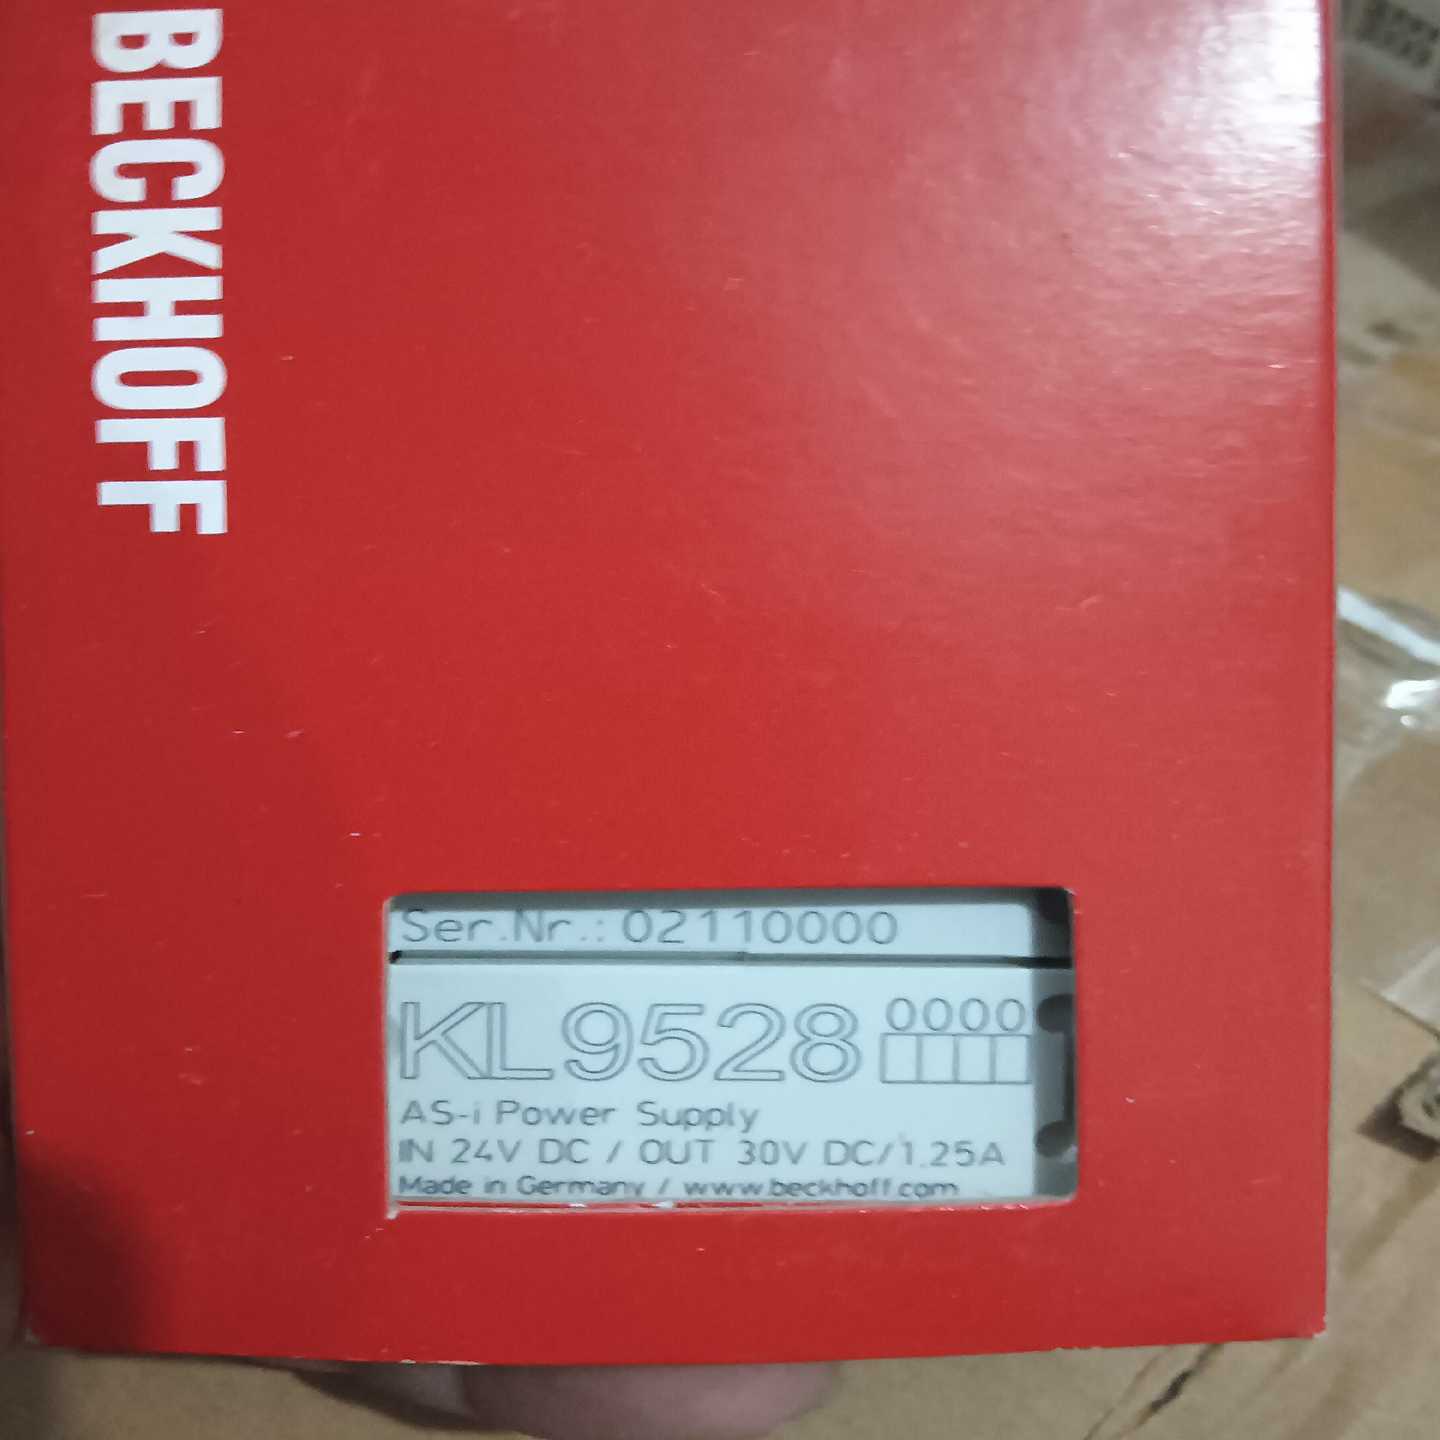 BECKHOFF
Ser.Nr.: 02110000
KL9528 0000
AS-i Power Supply
IN 24V DC / OUT 30V DC/1.25A
Made in Germany / www.beckhoff.com